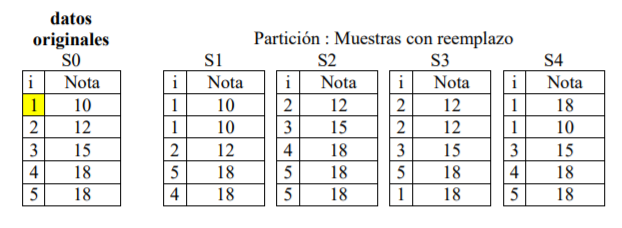 datos
originales
Partición : Muestras con reemplazo
S0 S1 S2 S3 S4
i Nota i Nota i Nota i Nota i Nota
1 10 1 10 2 12 2 12 1 18
2 12 1 10 3 15 2 12 1 10
3 15 2 12 4 18 3 15 3 15
4 18 5 18 5 18 5 18 4 18
5 18 4 18 5 18 1 18 5 18